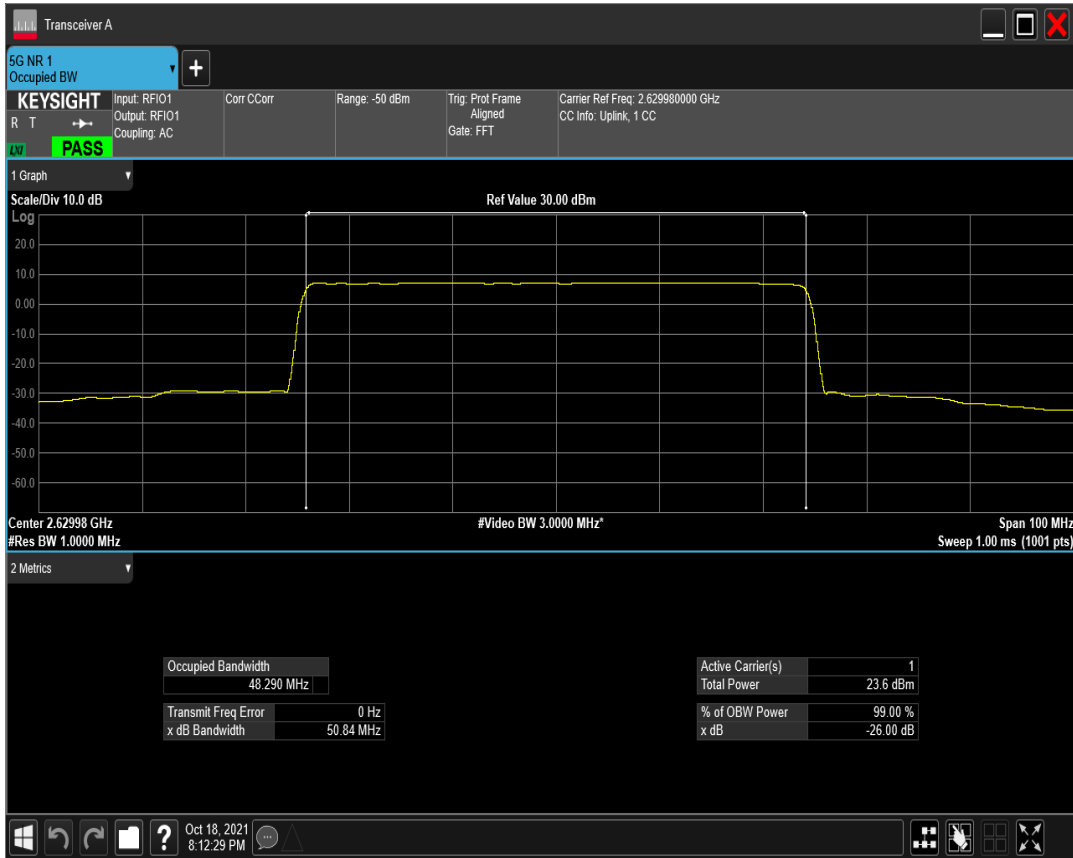 Transceiver A
5G NR 1
Occupied BW
KEYSIGHT
R T
LXI
PASS
Input: RFIO1
Output: RFIO1
Coupling: AC
Corr CCorr
Range: -50 dBm
Trig: Prot Frame
Aligned
Gate: FFT
Carrier Ref Freq: 2.629980000 GHz
CC Info: Uplink, 1 CC
1 Graph
Scale/Div 10.0 dB
Ref Value 30.00 dBm
Log
20.0
10.0
0.00
-10.0
-20.0
-30.0
-40.0
-50.0
-60.0
Center 2.62998 GHz
#Video BW 3.0000 MHz*
Span 100 MHz
#Res BW 1.0000 MHz
Sweep 1.00 ms (1001 pts)
2 Metrics
Occupied Bandwidth
48.290 MHz
Transmit Freq Error 0 Hz
x dB Bandwidth 50.84 MHz
Active Carrier(s) 1
Total Power 23.6 dBm
% of OBW Power 99.00 %
x dB -26.00 dB
?
Oct 18, 2021
8:12:29 PM